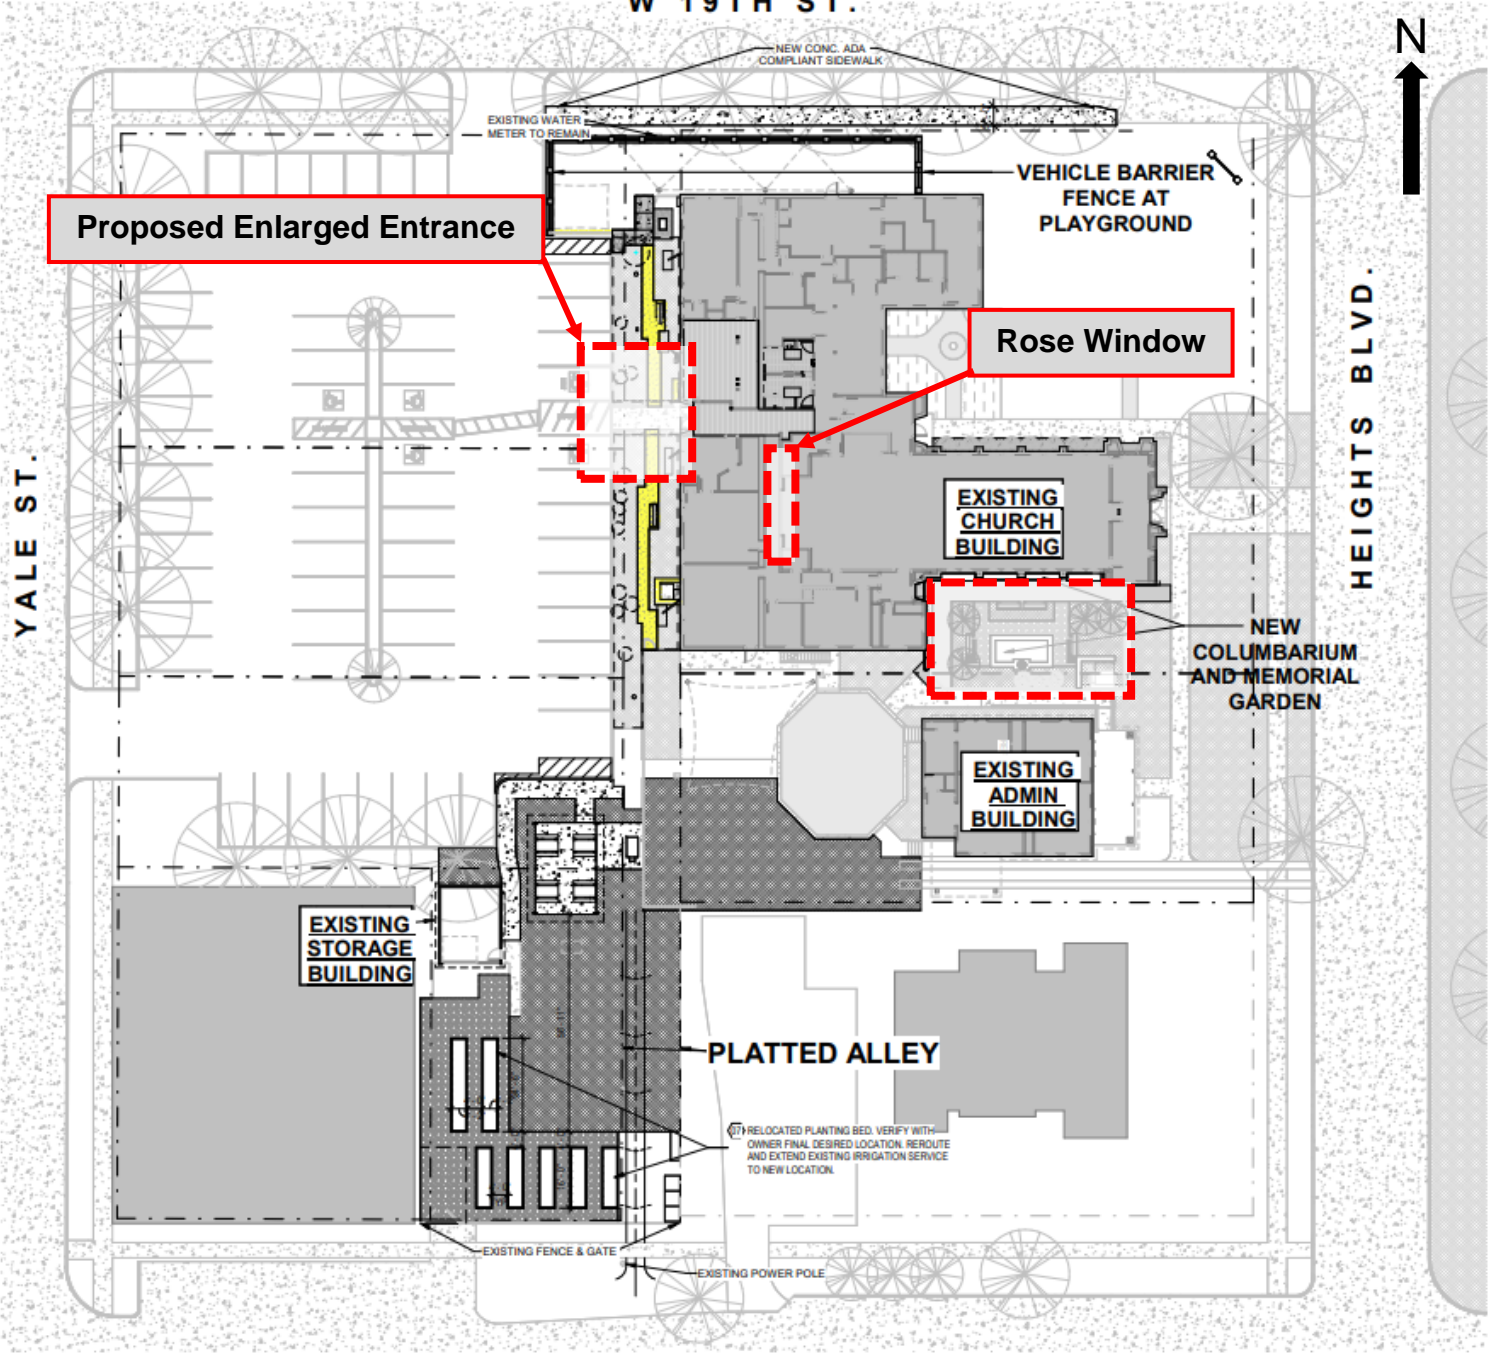 W 19TH ST.
N
NEW CONC. ADA
COMPLIANT SIDEWALK
EXISTING WATER
METER TO REMAIN
VEHICLE BARRIER
FENCE AT
PLAYGROUND
Proposed Enlarged Entrance
Rose Window
YALE ST.
HEIGHTS BLVD.
EXISTING
CHURCH
BUILDING
NEW
COLUMBARIUM
AND MEMORIAL
GARDEN
EXISTING
ADMIN
BUILDING
EXISTING
STORAGE
BUILDING
PLATTED ALLEY
07 RELOCATED PLANTING BED. VERIFY WITH
OWNER FINAL DESIRED LOCATION. REROUTE
AND EXTEND EXISTING IRRIGATION SERVICE
TO NEW LOCATION.
EXISTING FENCE & GATE
EXISTING POWER POLE